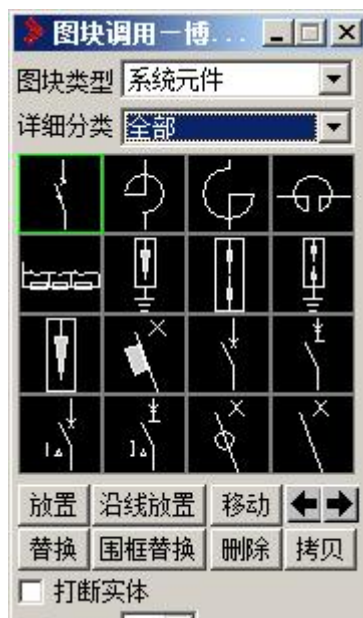 图块调用－博...
图块类型 系统元件
详细分类 全部
放置 沿线放置 移动
替换 围框替换 删除 拷贝
打断实体